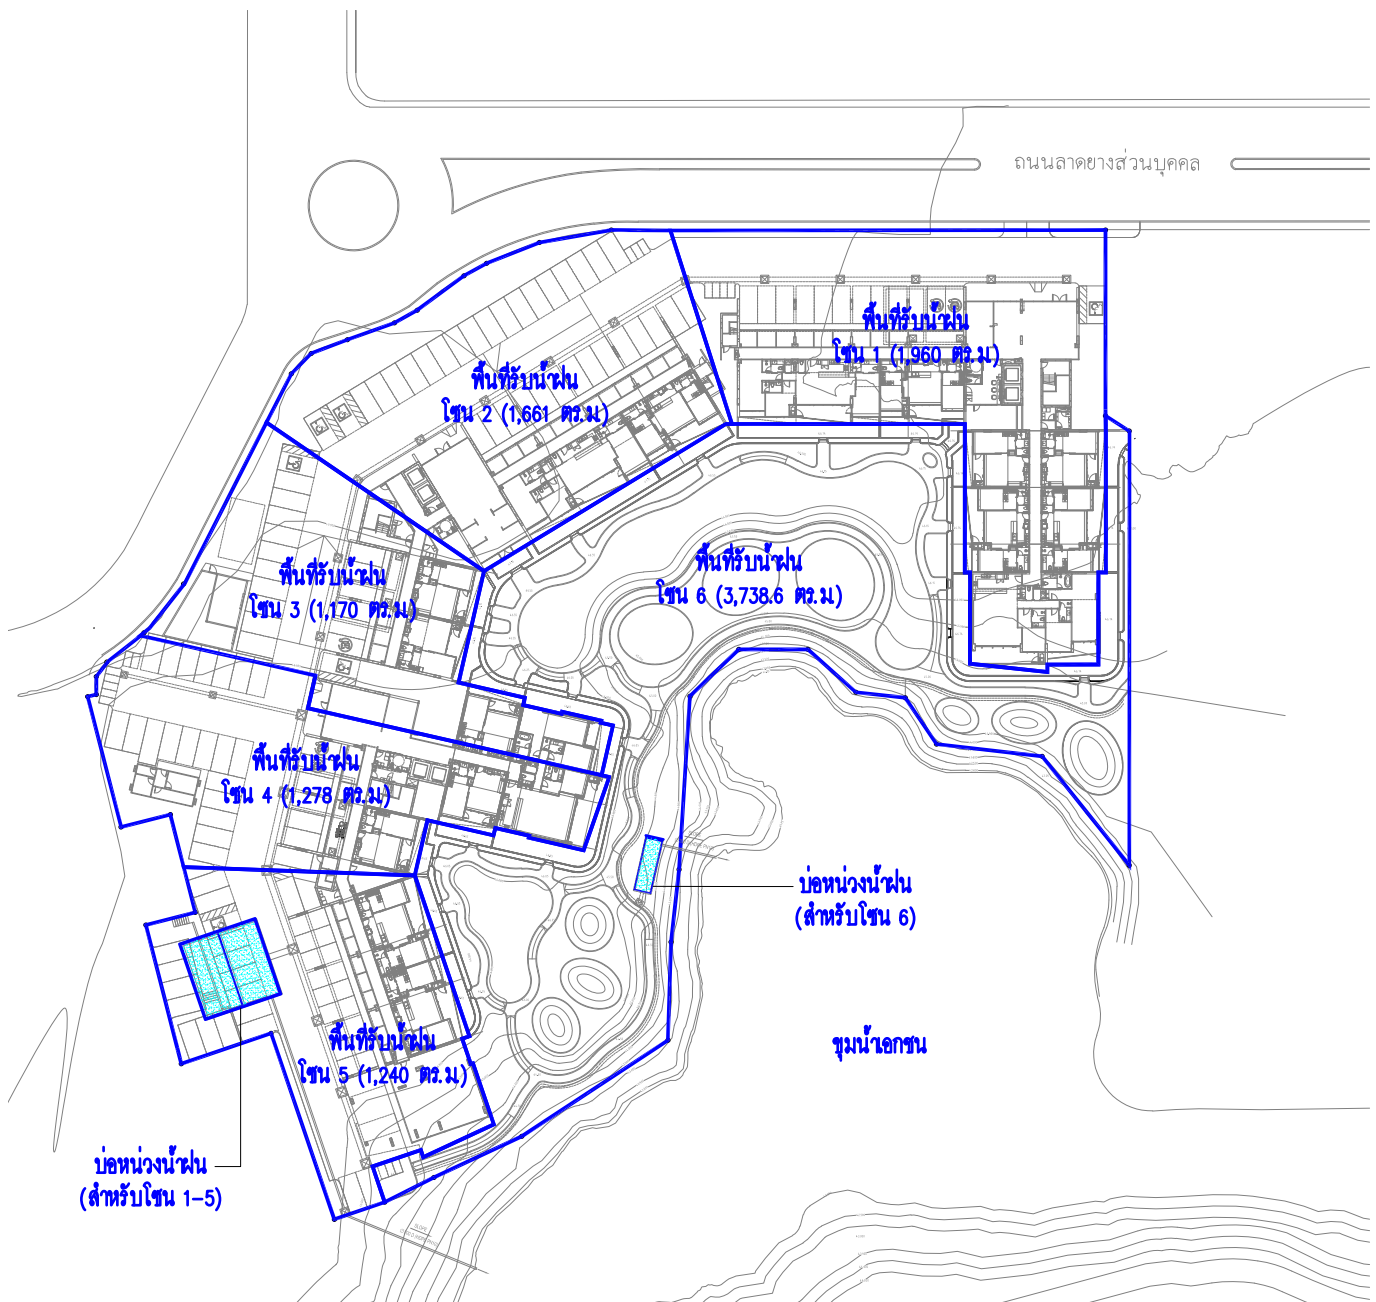 ถนนลาดยางส่วนบุคคล
พื้นที่รับน้ำฝน
โซน 1 (1,960 ตร.ม.)
พื้นที่รับน้ำฝน
โซน 2 (1,661 ตร.ม.)
พื้นที่รับน้ำฝน
โซน 3 (1,170 ตร.ม.)
พื้นที่รับน้ำฝน
โซน 6 (3,738.6 ตร.ม.)
พื้นที่รับน้ำฝน
โซน 4 (1,278 ตร.ม.)
บ่อหน่วงน้ำฝน
(สำหรับโซน 6)
พื้นที่รับน้ำฝน
โซน 5 (1,240 ตร.ม.)
ขุมน้ำเอกชน
บ่อหน่วงน้ำฝน
(สำหรับโซน 1-5)